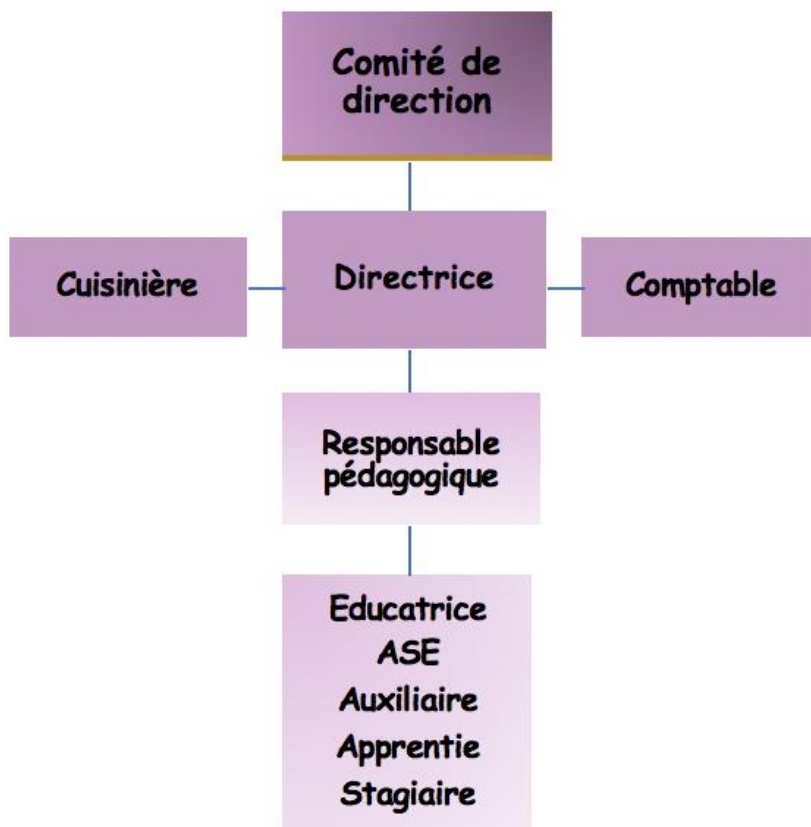 Comité de
direction
Cuisinière
Directrice
Comptable
Responsable
pédagogique
Educatrice
ASE
Auxiliaire
Apprentie
Stagiaire